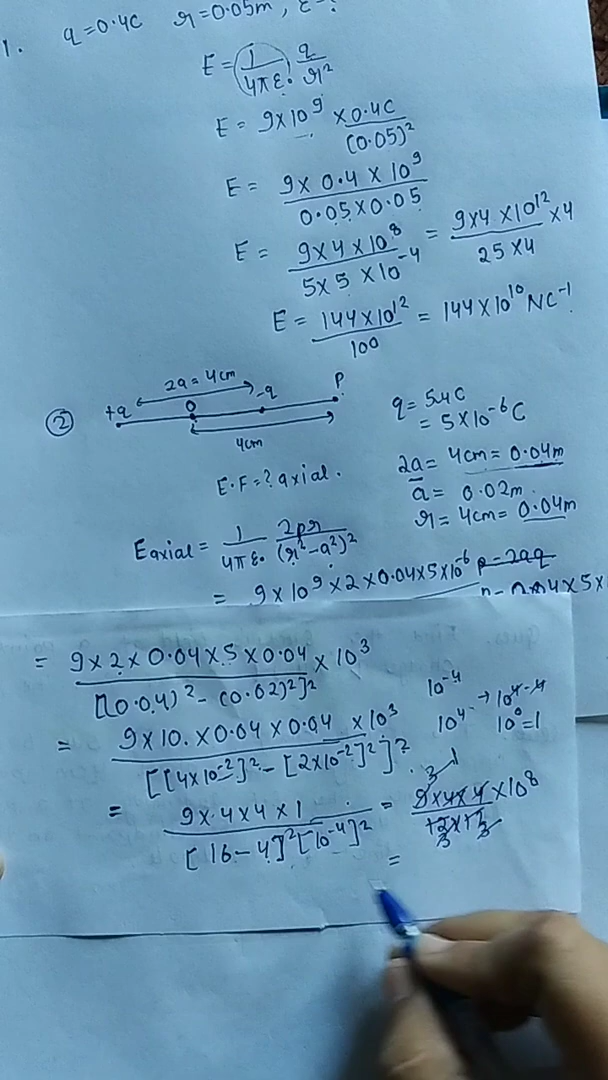 1. q=0.4C r=0.05m, E=?
E = (1/4πε₀) q/r²
E = 9×10⁹ × 0.4C/(0.05)²
E = 9×0.4×10⁹/0.05×0.05
E = 9×4×10⁸/5×5×10⁻⁴ = 9×4×10¹²×4/25×4
E = 144×10¹²/100 = 144×10¹⁰ NC⁻¹
2a=4cm
② +q O -q P
4cm
q = 5μC
= 5×10⁻⁶C
E.F=? axial.
2a = 4cm = 0.04m
a = 0.02m
r = 4cm = 0.04m
E axial = 1/4πε₀ 2pr/(r²-a²)²
= 9×10⁹×2×0.04×5×10⁻⁶ p=2aq
= 9×2×0.04×5×0.04/[(0.04)²-(0.02)²]² ×10³
= 9×10.×0.04×0.04×10³/[[4×10⁻²]²-[2×10⁻²]²]²
10⁻⁴
10⁴ → 10⁴⁻⁴
10⁰=1
= 9×4×4×1/[16-4]²[10⁻⁴]² = 9×4×4×10⁸/12×12
3 1
3 3
=